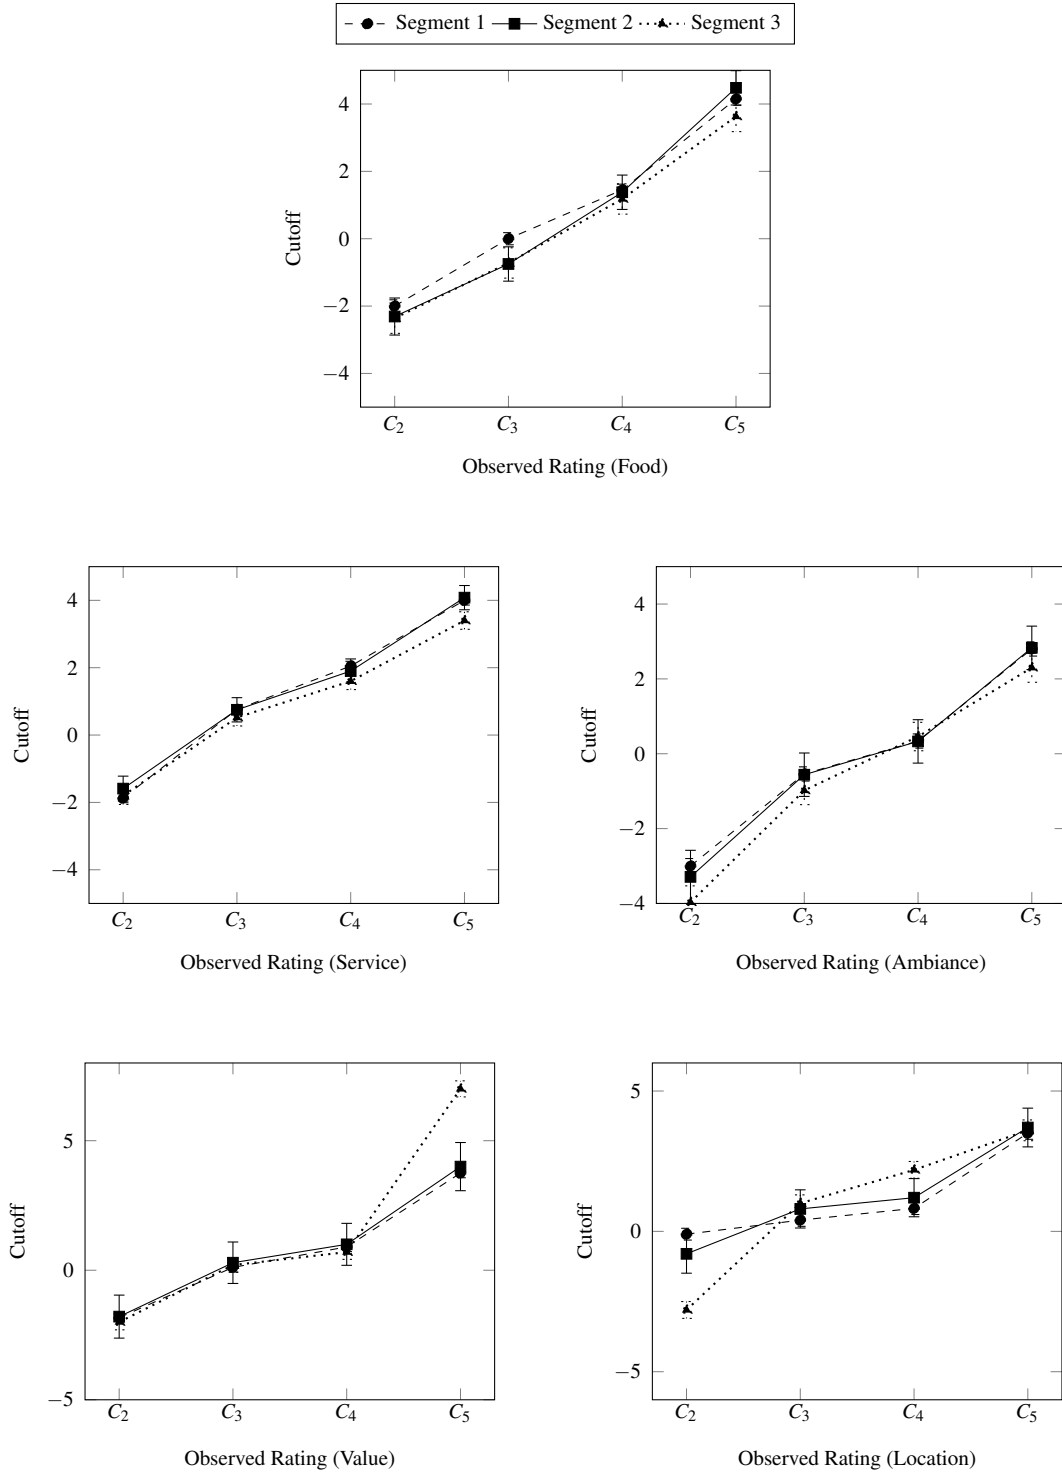 Segment 1 Segment 2 Segment 3
4
2
0
−2
−4
Cutoff
C2 C3 C4 C5
Observed Rating (Food)
4
2
0
−2
−4
Cutoff
C2 C3 C4 C5
Observed Rating (Service)
4
2
0
−2
−4
Cutoff
C2 C3 C4 C5
Observed Rating (Ambiance)
5
0
−5
Cutoff
C2 C3 C4 C5
Observed Rating (Value)
5
0
−5
Cutoff
C2 C3 C4 C5
Observed Rating (Location)